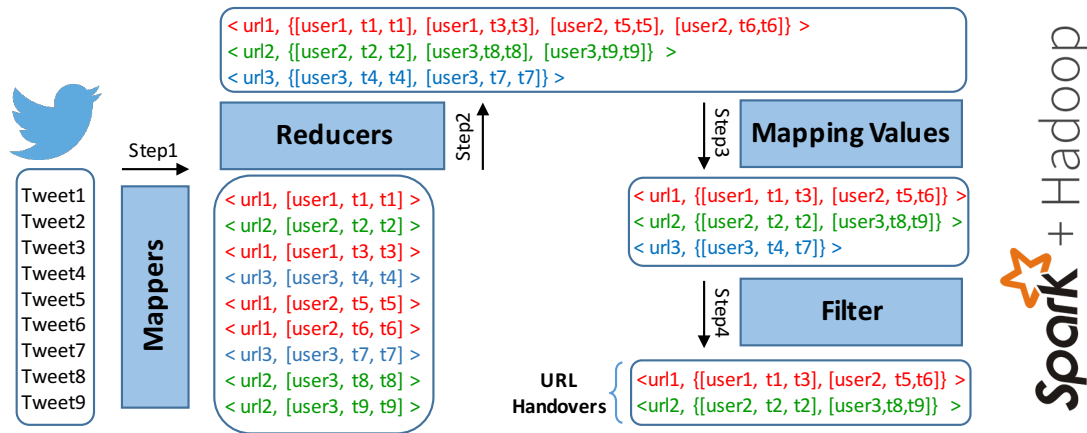 < url1, {[user1, t1, t1], [user1, t3,t3], [user2, t5,t5], [user2, t6,t6]} >
< url2, {[user2, t2, t2], [user3,t8,t8], [user3,t9,t9]} >
< url3, {[user3, t4, t4], [user3, t7, t7]} >
Step1
Reducers
Step2
Step3
Mapping Values
Tweet1
Tweet2
Tweet3
Tweet4
Tweet5
Tweet6
Tweet7
Tweet8
Tweet9
Mappers
< url1, [user1, t1, t1] >
< url2, [user2, t2, t2] >
< url1, [user1, t3, t3] >
< url3, [user3, t4, t4] >
< url1, [user2, t5, t5] >
< url1, [user2, t6, t6] >
< url3, [user3, t7, t7] >
< url2, [user3, t8, t8] >
< url2, [user3, t9, t9] >
< url1, {[user1, t1, t3], [user2, t5,t6]} >
< url2, {[user2, t2, t2], [user3,t8,t9]} >
< url3, {[user3, t4, t7]} >
Step4
Filter
URL
Handovers
<url1, {[user1, t1, t3], [user2, t5,t6]} >
<url2, {[user2, t2, t2], [user3,t8,t9]} >
Spark + Hadoop